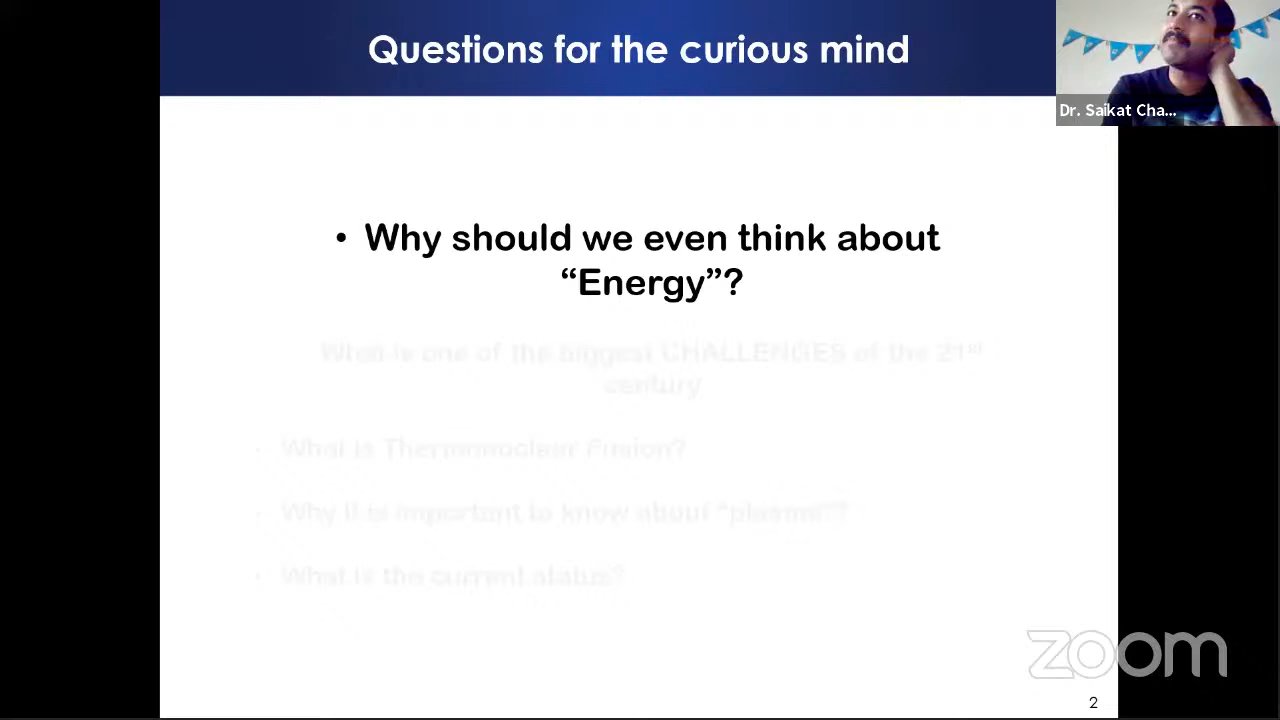 Questions for the curious mind
Dr. Saikat Cha...
• Why should we even think about
“Energy”?
What is one of the biggest CHALLENGES of the 21st
century
• What is Thermonuclear Fusion?
• Why it is important to know about “plasma”?
• What is the current status?
zoom
2